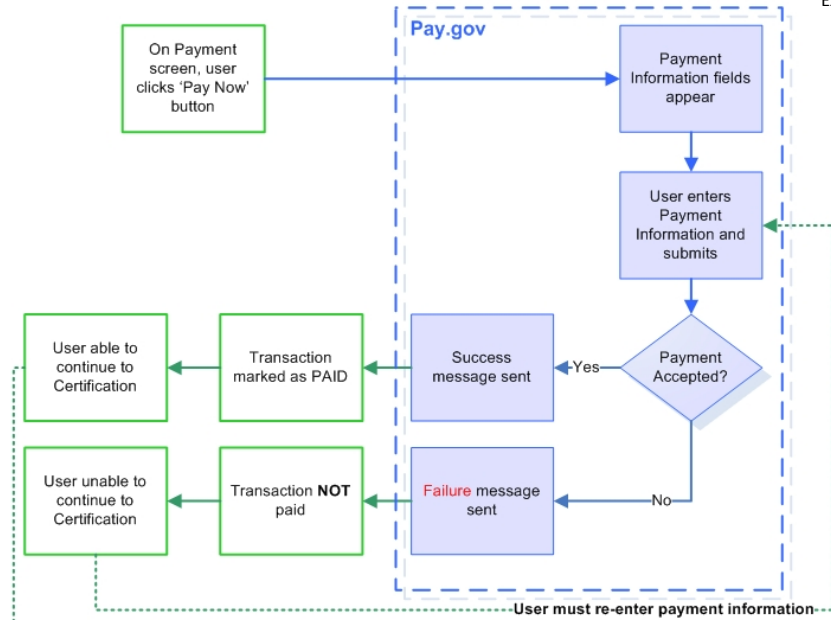 E
Pay.gov
On Payment
screen, user
clicks ‘Pay Now’
button
Payment
Information fields
appear
User enters
Payment
Information and
submits
User able to
continue to
Certification
Transaction
marked as PAID
Success
message sent
Yes
Payment
Accepted?
User unable to
continue to
Certification
Transaction NOT
paid
Failure message
sent
No
User must re-enter payment information